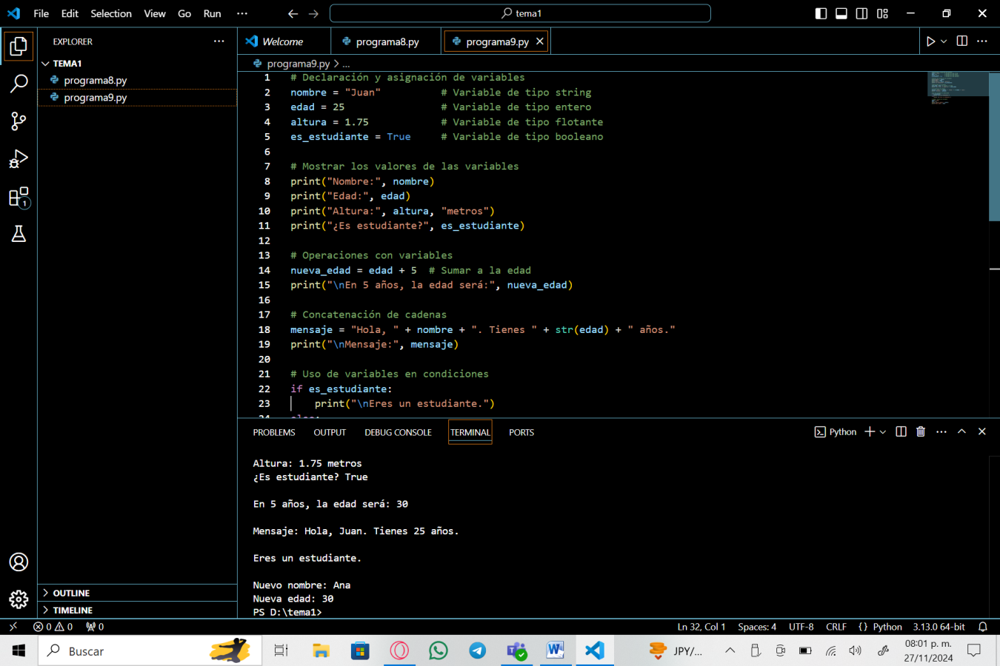 File Edit Selection View Go Run ··· tema1
EXPLORER ···
TEMA1
programa8.py
programa9.py
OUTLINE
TIMELINE
1
Welcome programa8.py programa9.py
programa9.py > ...
1 # Declaración y asignación de variables
2 nombre = "Juan" # Variable de tipo string
3 edad = 25 # Variable de tipo entero
4 altura = 1.75 # Variable de tipo flotante
5 es_estudiante = True # Variable de tipo booleano
6
7 # Mostrar los valores de las variables
8 print("Nombre:", nombre)
9 print("Edad:", edad)
10 print("Altura:", altura, "metros")
11 print("¿Es estudiante?", es_estudiante)
12
13 # Operaciones con variables
14 nueva_edad = edad + 5 # Sumar a la edad
15 print("\nEn 5 años, la edad será:", nueva_edad)
16
17 # Concatenación de cadenas
18 mensaje = "Hola, " + nombre + ". Tienes " + str(edad) + " años."
19 print("\nMensaje:", mensaje)
20
21 # Uso de variables en condiciones
22 if es_estudiante:
23 print("\nEres un estudiante.")
24 else:
PROBLEMS OUTPUT DEBUG CONSOLE TERMINAL PORTS Python
Altura: 1.75 metros
¿Es estudiante? True
En 5 años, la edad será: 30
Mensaje: Hola, Juan. Tienes 25 años.
Eres un estudiante.
Nuevo nombre: Ana
Nueva edad: 30
PS D:\tema1>
0 0 0 Ln 32, Col 1 Spaces: 4 UTF-8 CRLF {} Python 3.13.0 64-bit
Buscar JPY/... 08:01 p. m.
27/11/2024